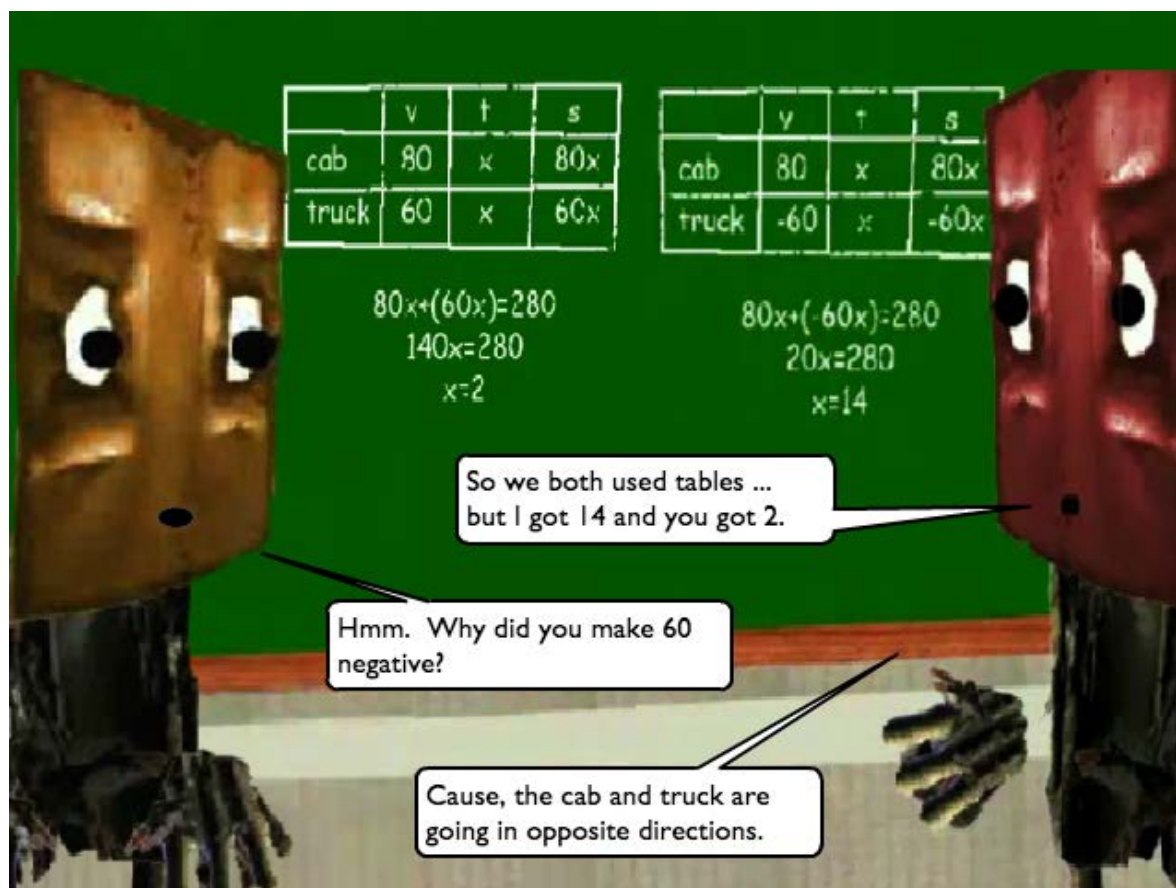 v t s
cab 80 x 80x
truck 60 x 60x
80x+(60x)=280
140x=280
x=2
y t s
cab 80 x 80x
truck -60 x -60x
80x+(-60x)=280
20x=280
x=14
So we both used tables ...
but I got 14 and you got 2.
Hmm. Why did you make 60
negative?
Cause, the cab and truck are
going in opposite directions.